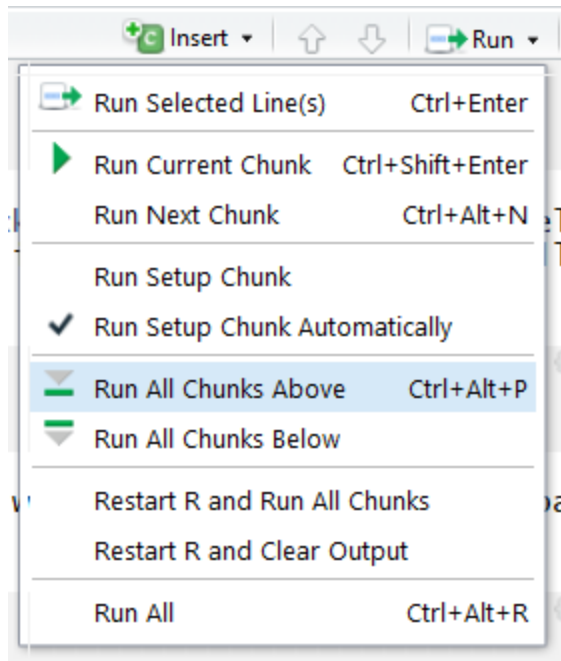 Insert Run
Run Selected Line(s) Ctrl+Enter
Run Current Chunk Ctrl+Shift+Enter
Run Next Chunk Ctrl+Alt+N
Run Setup Chunk
Run Setup Chunk Automatically
Run All Chunks Above Ctrl+Alt+P
Run All Chunks Below
Restart R and Run All Chunks
Restart R and Clear Output
Run All Ctrl+Alt+R